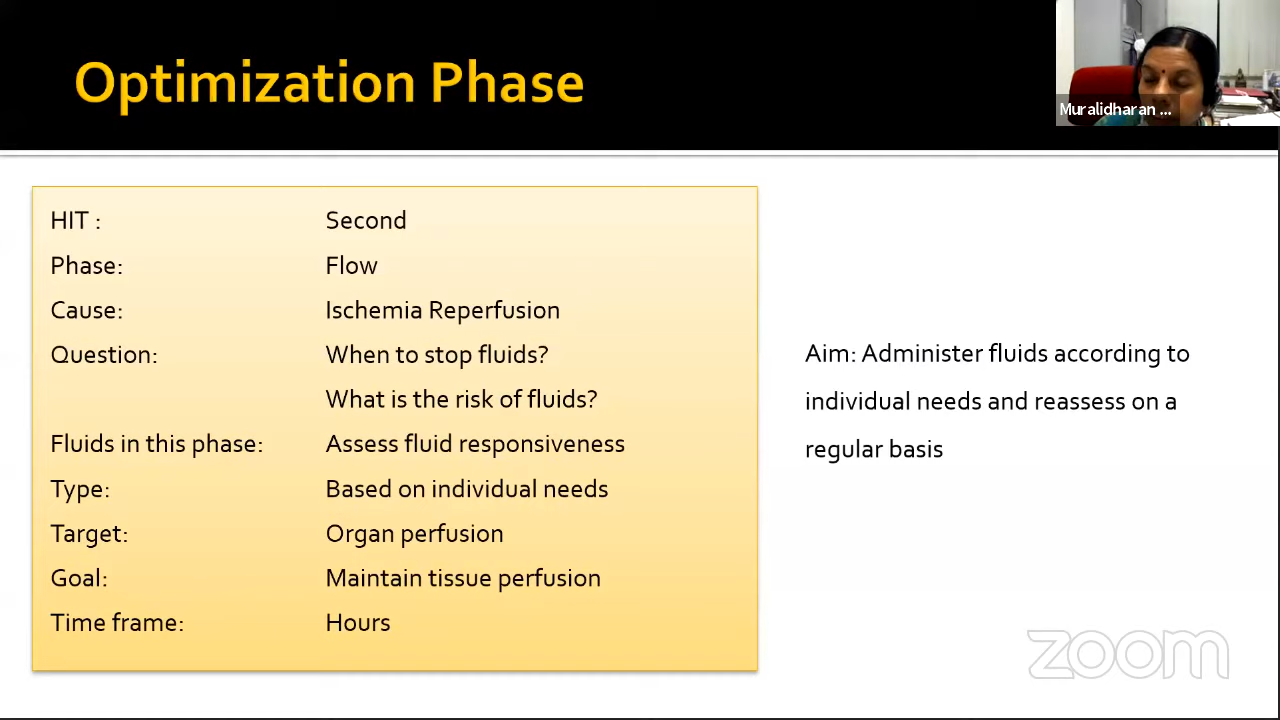 Optimization Phase
Muralidharan ...
HIT : Second
Phase: Flow
Cause: Ischemia Reperfusion
Question: When to stop fluids?
What is the risk of fluids?
Fluids in this phase: Assess fluid responsiveness
Type: Based on individual needs
Target: Organ perfusion
Goal: Maintain tissue perfusion
Time frame: Hours
Aim: Administer fluids according to
individual needs and reassess on a
regular basis
zoom